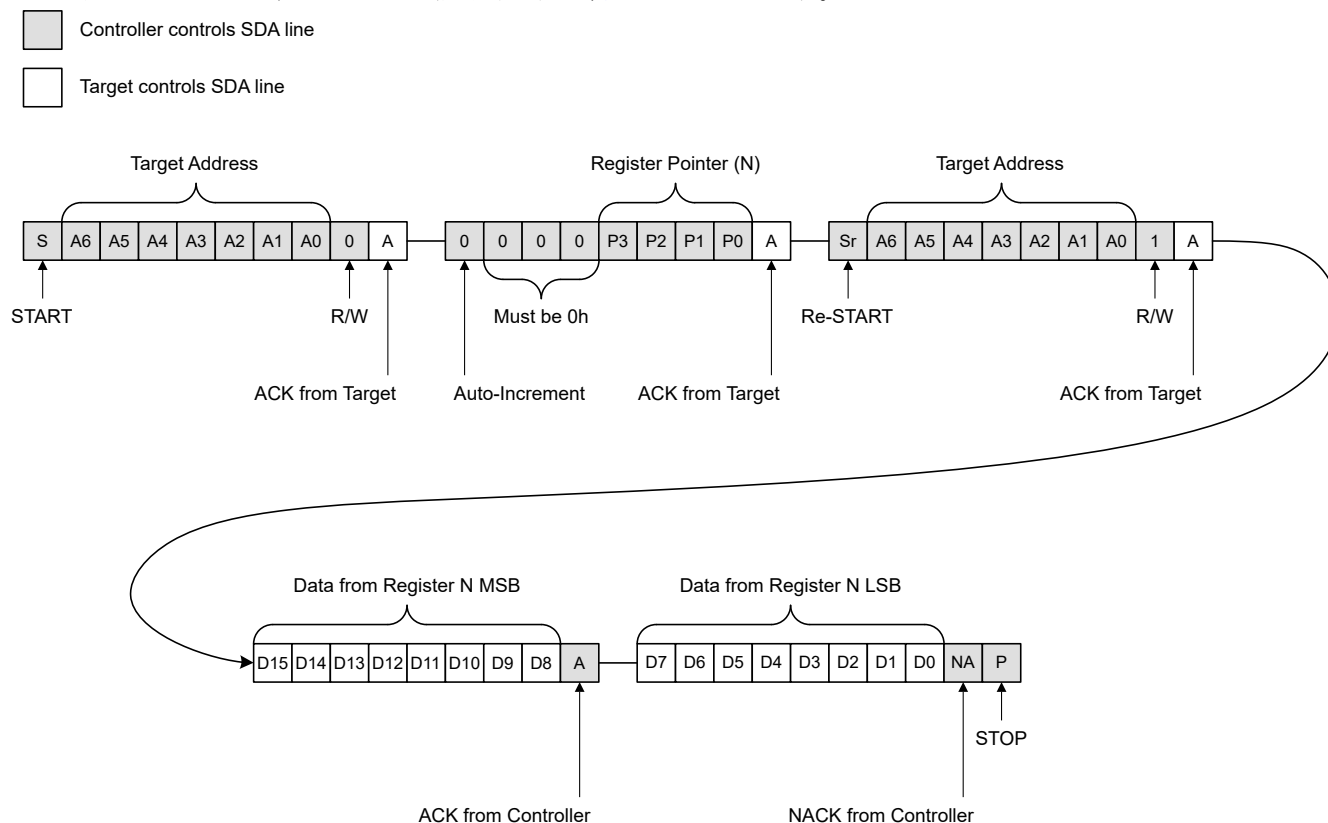 Controller controls SDA line
Target controls SDA line
Target Address
Register Pointer (N)
Target Address
S A6 A5 A4 A3 A2 A1 A0 0 A
0 0 0 0 P3 P2 P1 P0 A
Sr A6 A5 A4 A3 A2 A1 A0 1 A
START
R/W
Must be 0h
Re-START
R/W
ACK from Target
Auto-Increment
ACK from Target
ACK from Target
Data from Register N MSB
Data from Register N LSB
D15 D14 D13 D12 D11 D10 D9 D8 A
D7 D6 D5 D4 D3 D2 D1 D0 NA P
STOP
ACK from Controller
NACK from Controller